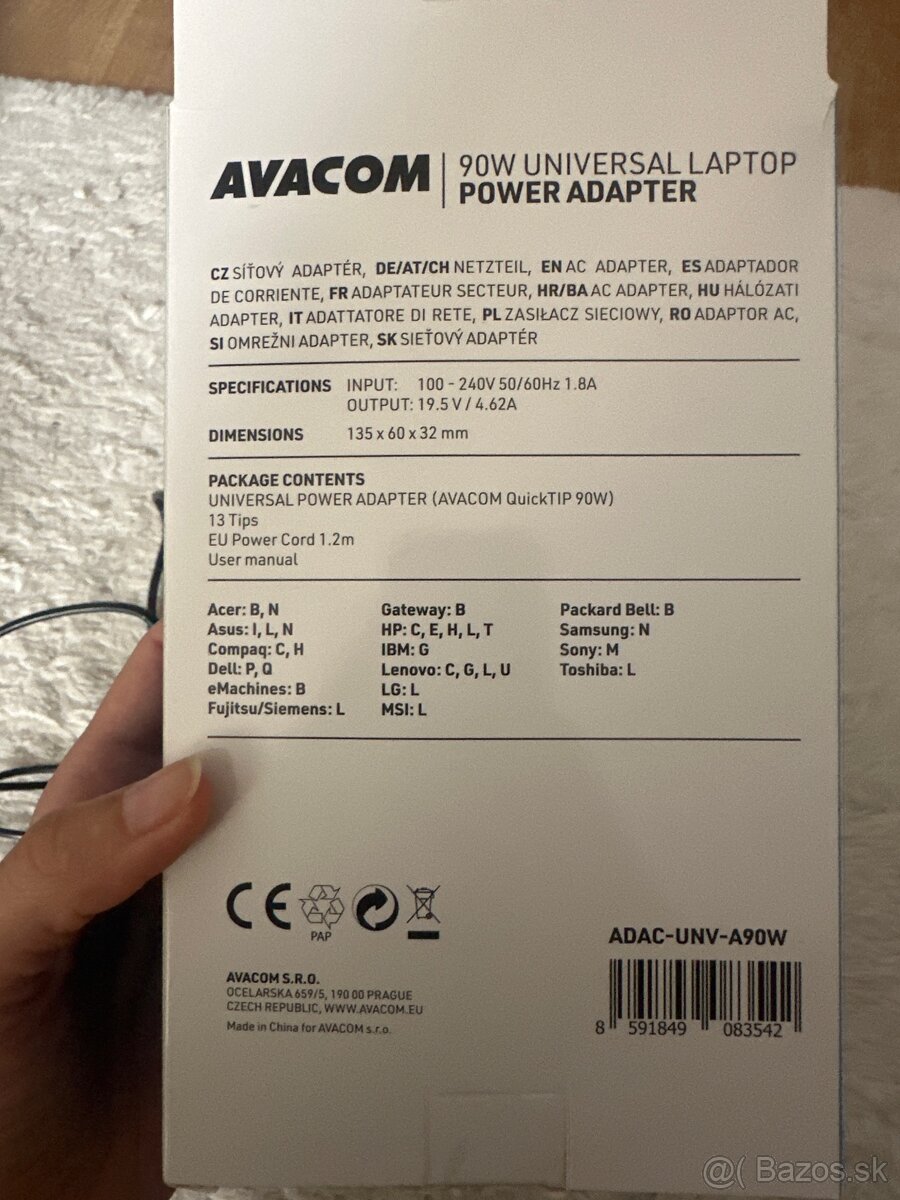 AVACOM | 90W UNIVERSAL LAPTOP
POWER ADAPTER
CZ SÍŤOVÝ ADAPTÉR, DE/AT/CH NETZTEIL, EN AC ADAPTER, ES ADAPTADOR
DE CORRIENTE, FR ADAPTATEUR SECTEUR, HR/BA AC ADAPTER, HU HÁLÓZATI
ADAPTER, IT ADATTATORE DI RETE, PL ZASIŁACZ SIECIOWY, RO ADAPTOR AC,
SI OMREŽNI ADAPTER, SK SIEŤOVÝ ADAPTÉR
SPECIFICATIONS INPUT: 100 - 240V 50/60Hz 1.8A
OUTPUT: 19.5 V / 4.62A
DIMENSIONS 135 x 60 x 32 mm
PACKAGE CONTENTS
UNIVERSAL POWER ADAPTER (AVACOM QuickTIP 90W)
13 Tips
EU Power Cord 1.2m
User manual
Acer: B, N
Asus: I, L, N
Compaq: C, H
Dell: P, Q
eMachines: B
Fujitsu/Siemens: L
Gateway: B
HP: C, E, H, L, T
IBM: G
Lenovo: C, G, L, U
LG: L
MSI: L
Packard Bell: B
Samsung: N
Sony: M
Toshiba: L
CE
PAP
AVACOM S.R.O.
OCELARSKA 659/5, 190 00 PRAGUE
CZECH REPUBLIC, WWW.AVACOM.EU
Made in China for AVACOM s.r.o.
ADAC-UNV-A90W
8 591849 083542
@( Bazos.sk